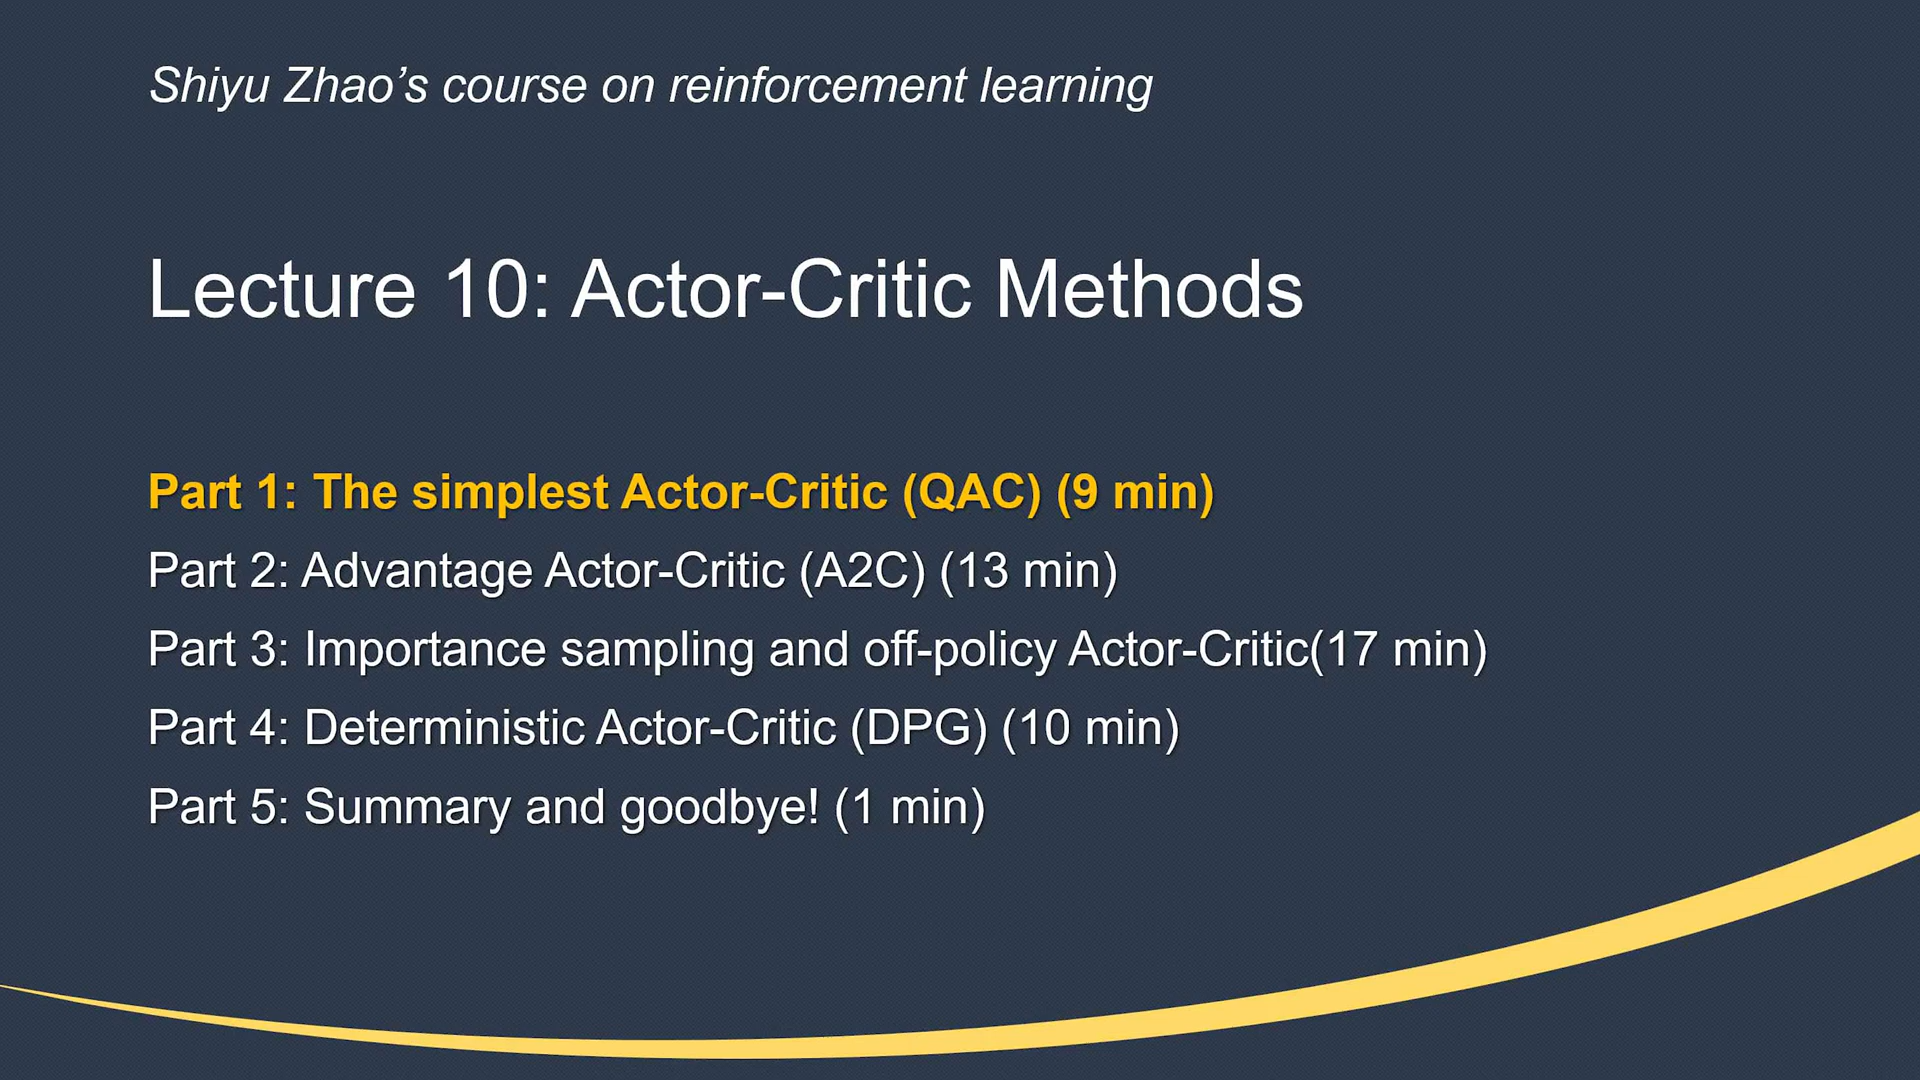 Shiyu Zhao’s course on reinforcement learning
Lecture 10: Actor-Critic Methods
Part 1: The simplest Actor-Critic (QAC) (9 min)
Part 2: Advantage Actor-Critic (A2C) (13 min)
Part 3: Importance sampling and off-policy Actor-Critic(17 min)
Part 4: Deterministic Actor-Critic (DPG) (10 min)
Part 5: Summary and goodbye! (1 min)